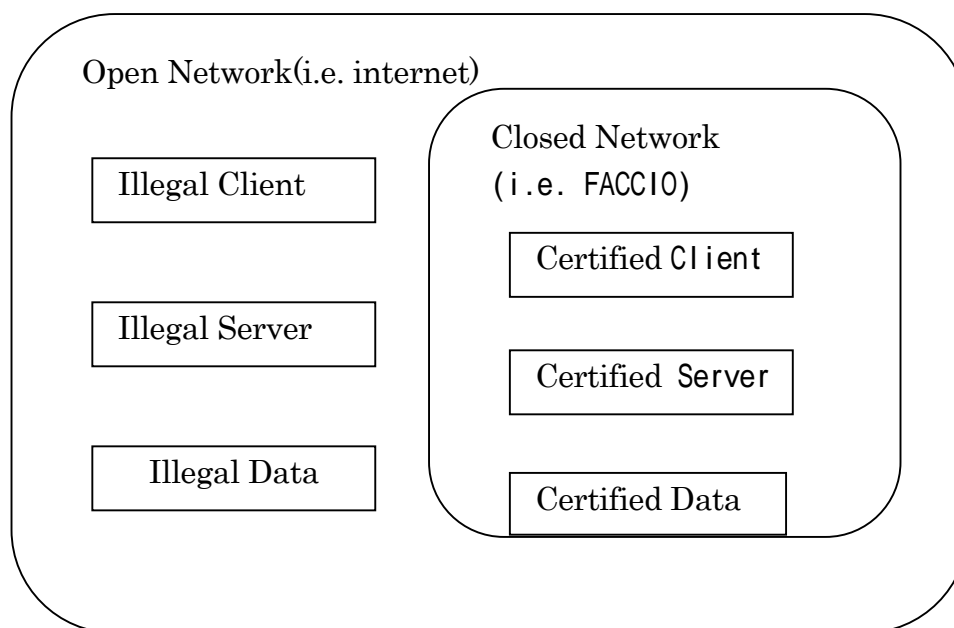 Open Network(i.e. internet)
Closed Network
(i.e. FACCIO)
Illegal Client
Certified Client
Illegal Server
Certified Server
Illegal Data
Certified Data